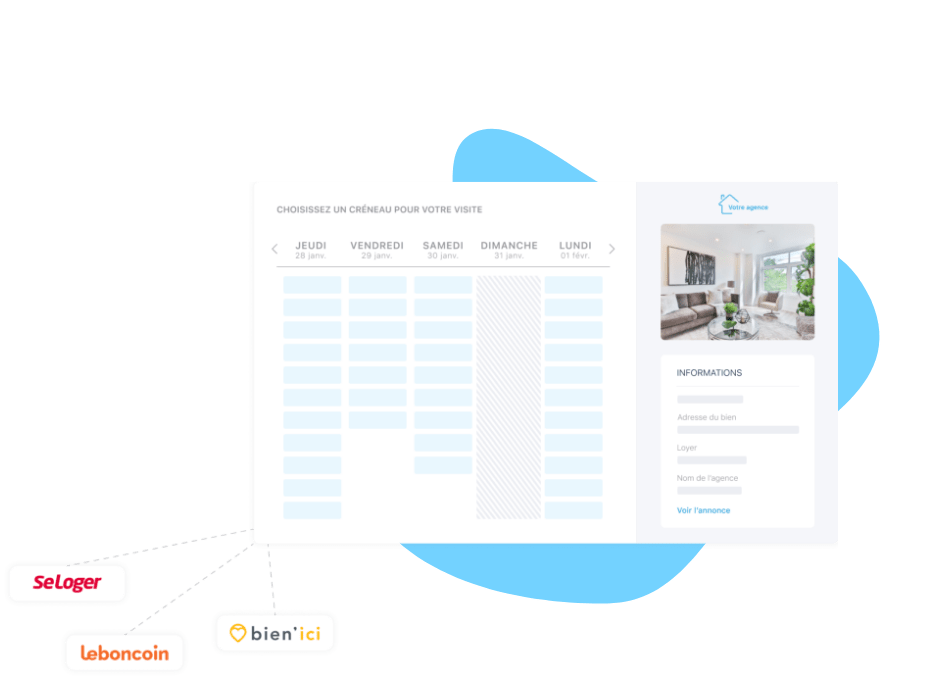 CHOISISSEZ UN CRÉNEAU POUR VOTRE VISITE
JEUDI
28 janv.
VENDREDI
29 janv.
SAMEDI
30 janv.
DIMANCHE
31 janv.
LUNDI
01 févr.
Votre agence
INFORMATIONS
Adresse du bien
Loyer
Nom de l'agence
Voir l'annonce
SeLoger
leboncoin
bien'ici